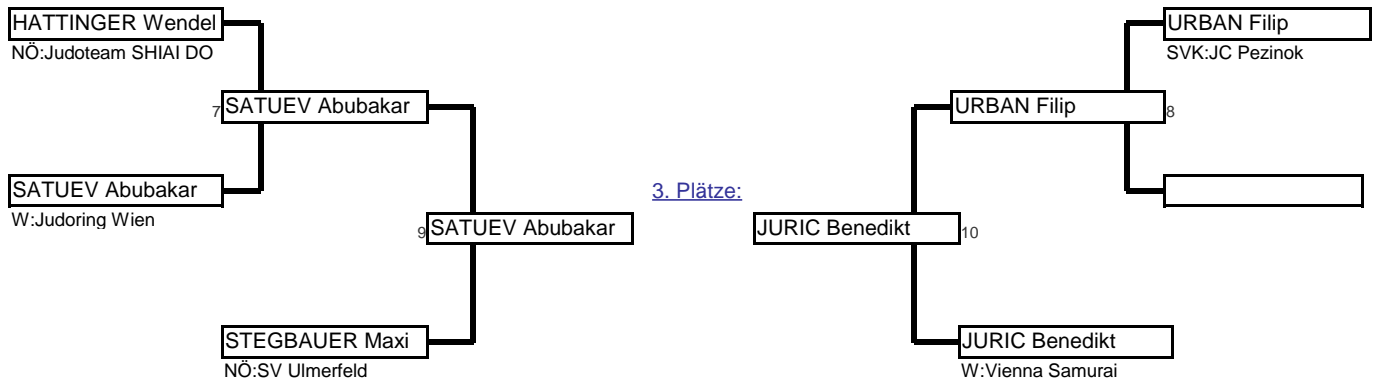 HATTINGER Wendel
NÖ:Judoteam SHIAI DO
7
SATUEV Abubakar
SATUEV Abubakar
W:Judoring Wien
9
SATUEV Abubakar
STEGBAUER Maxi
NÖ:SV Ulmerfeld
3. Plätze:
URBAN Filip
SVK:JC Pezinok
URBAN Filip
8
JURIC Benedikt
10
JURIC Benedikt
W:Vienna Samurai